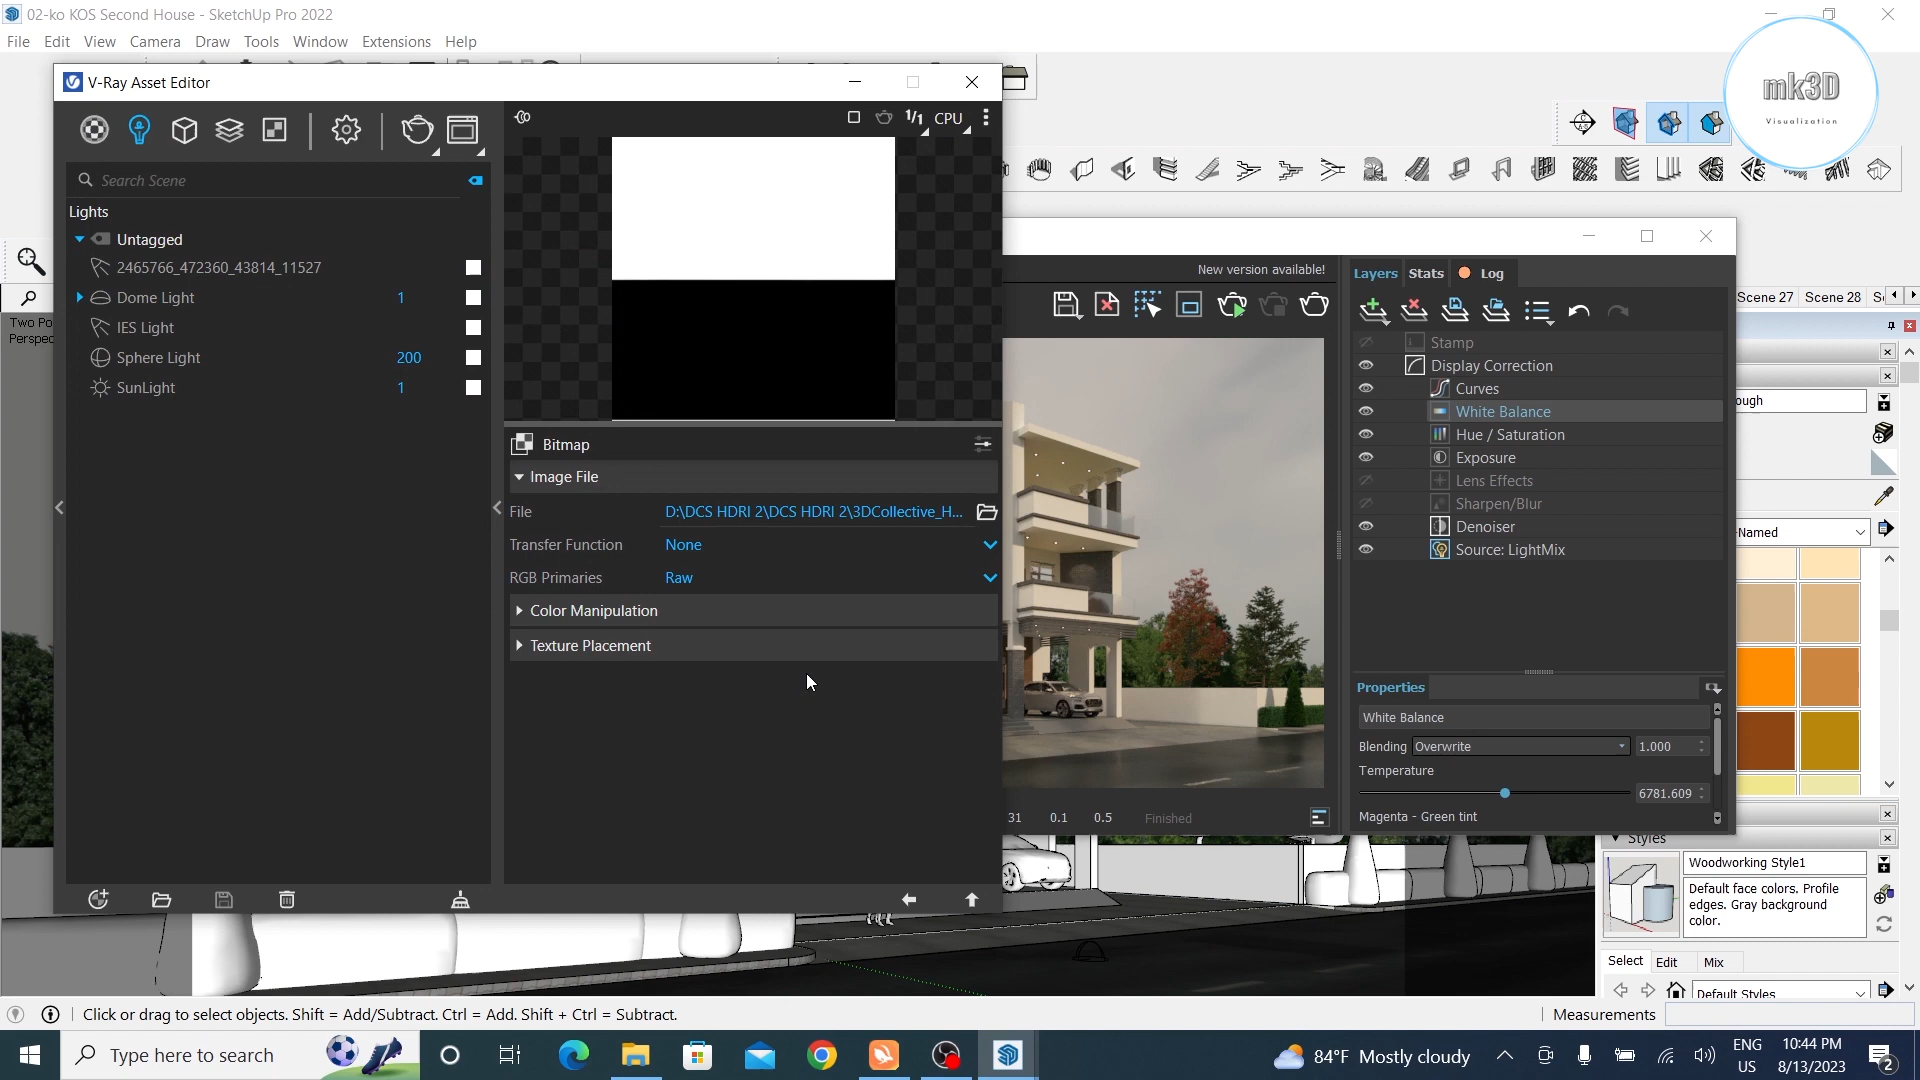 02-ko KOS Second House - SketchUp Pro 2022
File Edit View Camera Draw Tools Window Extensions Help
mk3D
Visualization
V-Ray Asset Editor
1/1
CPU
Search Scene
Lights
Untagged
2465766_472360_43814_11527
Dome Light 1
IES Light
Sphere Light 200
SunLight 1
Bitmap
Image File
File D:\DCS HDRI 2\DCS HDRI 2\3DCollective_H...
Transfer Function None
RGB Primaries Raw
Color Manipulation
Texture Placement
Two Po
Perspec
New version available!
Layers Stats Log
Stamp
Display Correction
Curves
White Balance
Hue / Saturation
Exposure
Lens Effects
Sharpen/Blur
Denoiser
Source: LightMix
Properties
White Balance
Blending Overwrite 1.000
Temperature
6781.609
Magenta - Green tint
31 0.1 0.5 Finished
Scene 27 Scene 28
ough
-Named
Styles
Woodworking Style1
Default face colors. Profile
edges. Gray background
color.
Select Edit Mix
Default Styles
Click or drag to select objects. Shift = Add/Subtract. Ctrl = Add. Shift + Ctrl = Subtract.
Measurements
Type here to search
84°F Mostly cloudy
ENG
US
10:44 PM
8/13/2023
2